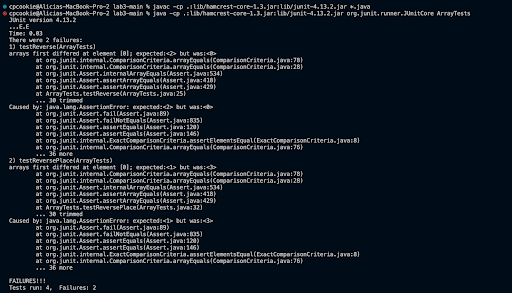 cpcookie@Alicias-MacBook-Pro-2 lab3-main % javac -cp .:lib/hamcrest-core-1.3.jar:lib/junit-4.13.2.jar *.java
cpcookie@Alicias-MacBook-Pro-2 lab3-main % java -cp .:lib/hamcrest-core-1.3.jar:lib/junit-4.13.2.jar org.junit.runner.JUnitCore ArrayTests
JUnit version 4.13.2
...E.E
Time: 0.03
There were 2 failures:
1) testReverse(ArrayTests)
arrays first differed at element [0]; expected:<2> but was:<0>
at org.junit.internal.ComparisonCriteria.arrayEquals(ComparisonCriteria.java:78)
at org.junit.internal.ComparisonCriteria.arrayEquals(ComparisonCriteria.java:28)
at org.junit.Assert.internalArrayEquals(Assert.java:534)
at org.junit.Assert.assertArrayEquals(Assert.java:418)
at org.junit.Assert.assertArrayEquals(Assert.java:429)
at ArrayTests.testReverse(ArrayTests.java:25)
... 30 trimmed
Caused by: java.lang.AssertionError: expected:<2> but was:<0>
at org.junit.Assert.fail(Assert.java:89)
at org.junit.Assert.failNotEquals(Assert.java:835)
at org.junit.Assert.assertEquals(Assert.java:120)
at org.junit.Assert.assertEquals(Assert.java:146)
at org.junit.internal.ExactComparisonCriteria.assertElementsEqual(ExactComparisonCriteria.java:8)
at org.junit.internal.ComparisonCriteria.arrayEquals(ComparisonCriteria.java:76)
... 36 more
2) testReversePlace(ArrayTests)
arrays first differed at element [0]; expected:<1> but was:<3>
at org.junit.internal.ComparisonCriteria.arrayEquals(ComparisonCriteria.java:78)
at org.junit.internal.ComparisonCriteria.arrayEquals(ComparisonCriteria.java:28)
at org.junit.Assert.internalArrayEquals(Assert.java:534)
at org.junit.Assert.assertArrayEquals(Assert.java:418)
at org.junit.Assert.assertArrayEquals(Assert.java:429)
at ArrayTests.testReversePlace(ArrayTests.java:32)
... 30 trimmed
Caused by: java.lang.AssertionError: expected:<1> but was:<3>
at org.junit.Assert.fail(Assert.java:89)
at org.junit.Assert.failNotEquals(Assert.java:835)
at org.junit.Assert.assertEquals(Assert.java:120)
at org.junit.Assert.assertEquals(Assert.java:146)
at org.junit.internal.ExactComparisonCriteria.assertElementsEqual(ExactComparisonCriteria.java:8)
at org.junit.internal.ComparisonCriteria.arrayEquals(ComparisonCriteria.java:76)
... 36 more
FAILURES!!!
Tests run: 4,  Failures: 2